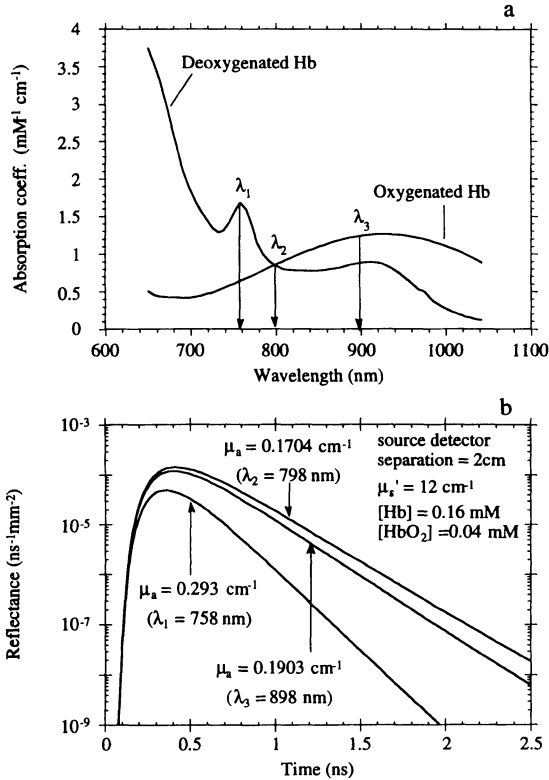 a
4
3.5
3
2.5
2
1.5
1
0.5
0
Absorption coeff. (mM⁻¹ cm⁻¹)
Deoxygenated Hb
λ₁
λ₂
λ₃
Oxygenated Hb
600 700 800 900 1000 1100
Wavelength (nm)
b
10⁻³
10⁻⁵
10⁻⁷
10⁻⁹
Reflectance (ns⁻¹mm⁻²)
μₐ = 0.1704 cm⁻¹
(λ₂ = 798 nm)
source detector
separation = 2cm
μₛ' = 12 cm⁻¹
[Hb] = 0.16 mM
[HbO₂] =0.04 mM
μₐ = 0.293 cm⁻¹
(λ₁ = 758 nm)
μₐ = 0.1903 cm⁻¹
(λ₃ = 898 nm)
0 0.5 1 1.5 2 2.5
Time (ns)